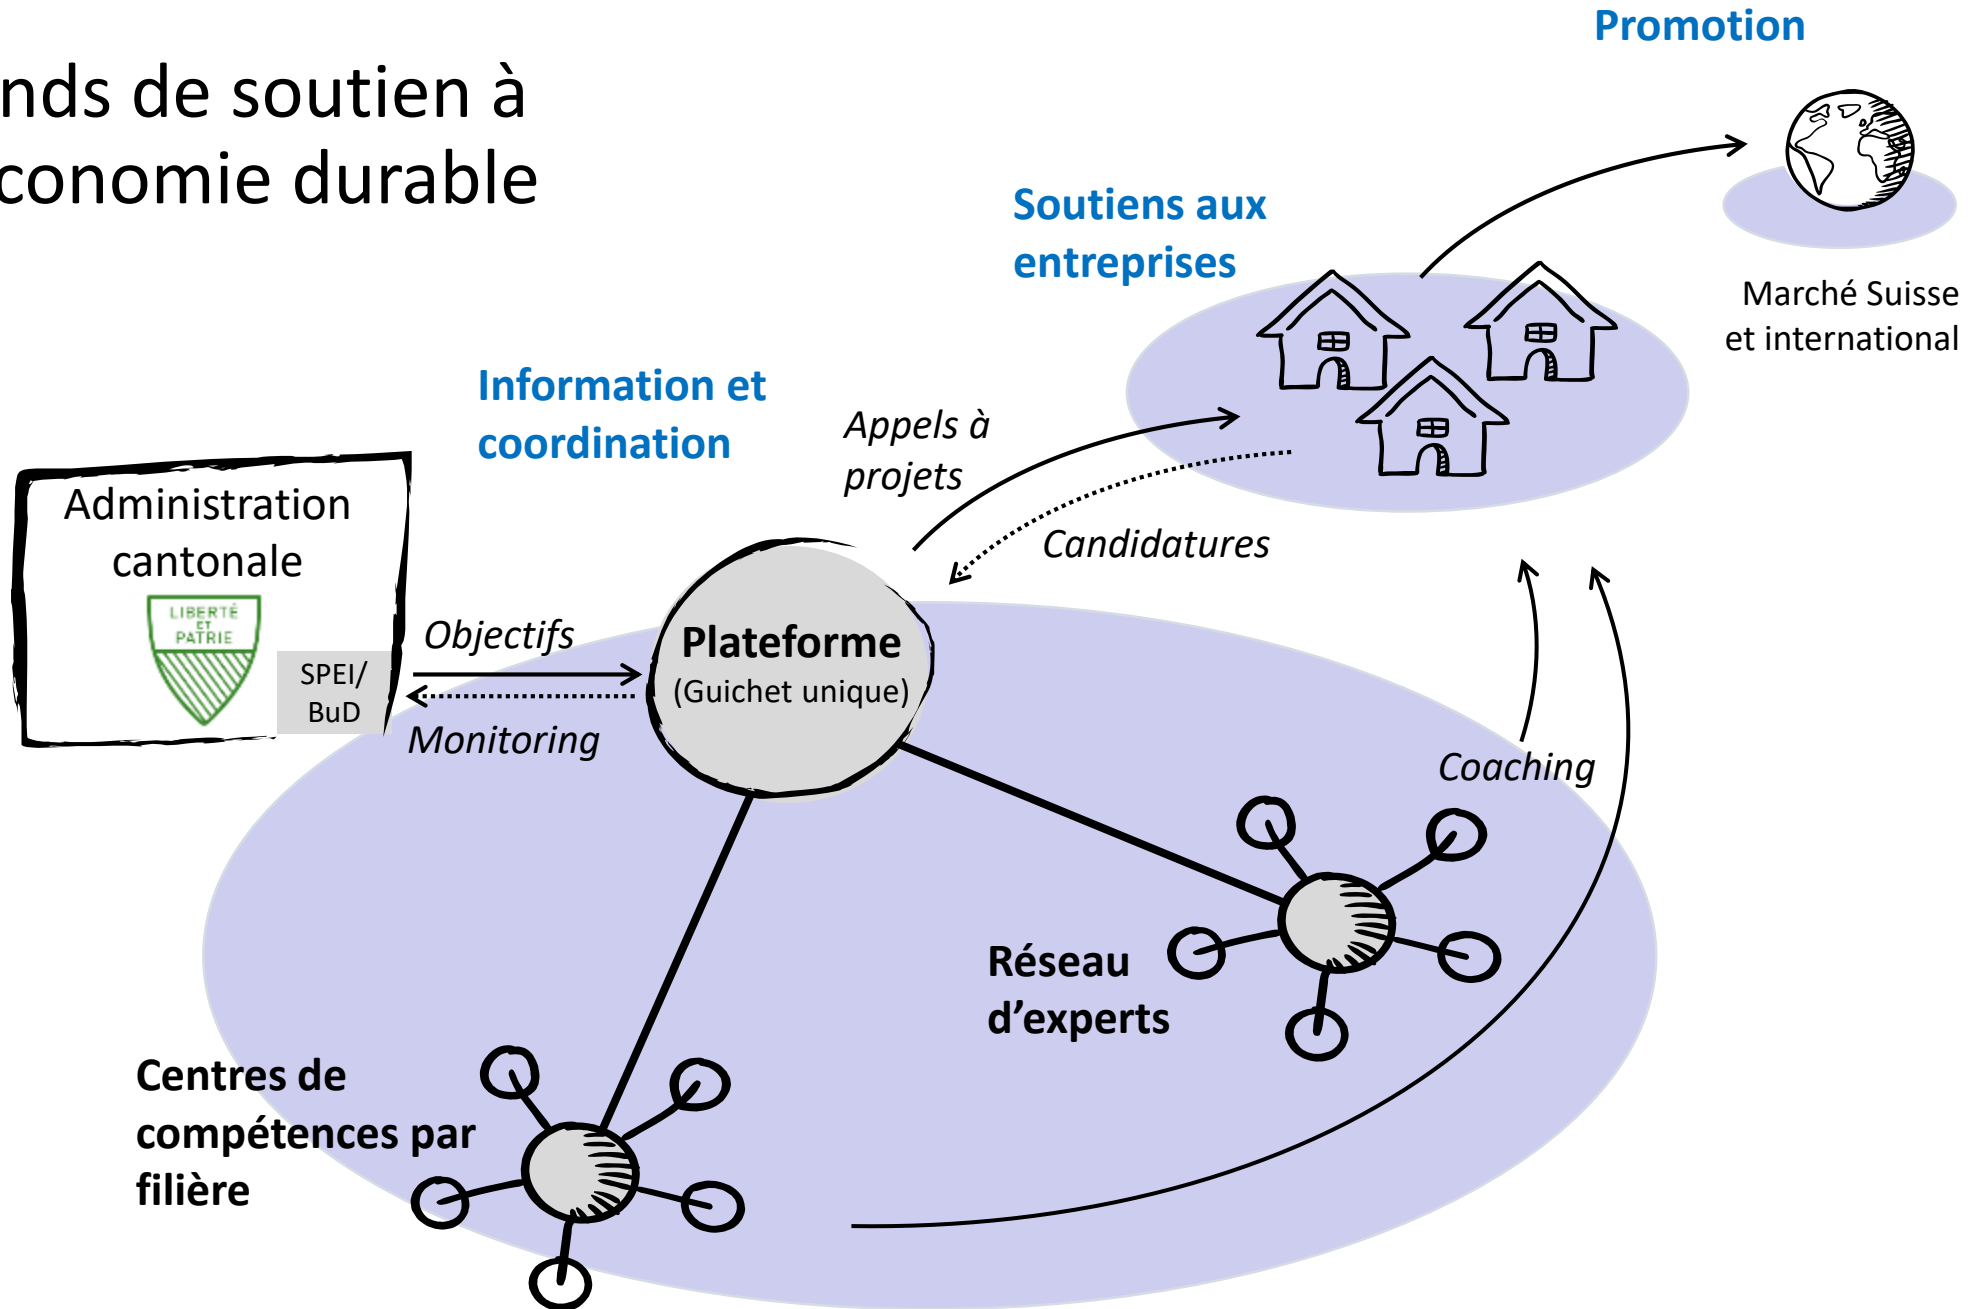 Promotion
nds de soutien à
conomie durable
Soutiens aux
entreprises
Marché Suisse
et international
Information et
coordination
Appels à
projets
Candidatures
Administration
cantonale
LIBERTÉ
ET
PATRIE
SPEI/
BuD
Objectifs
Monitoring
Plateforme
(Guichet unique)
Coaching
Réseau
d’experts
Centres de
compétences par
filière